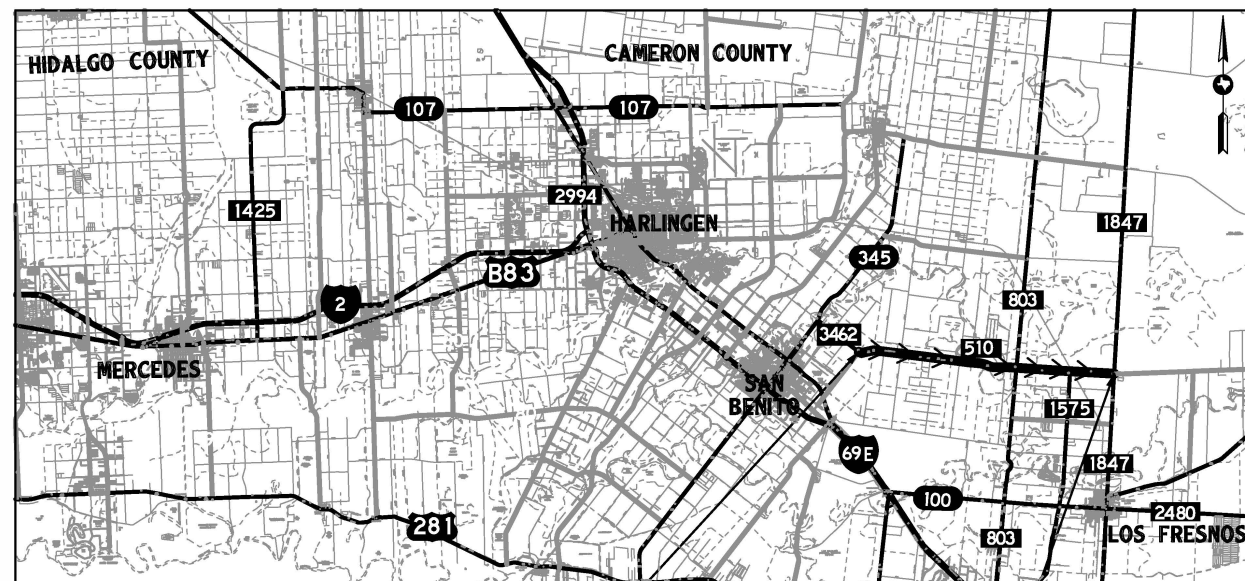 HIDALGO COUNTY
CAMERON COUNTY
107
107
1425
2994
HARLINGEN
1847
345
B83
2
803
3462
510
MERCEDES
SAN
BENITO
1575
69E
1847
100
281
2480
803
LOS FRESNOS